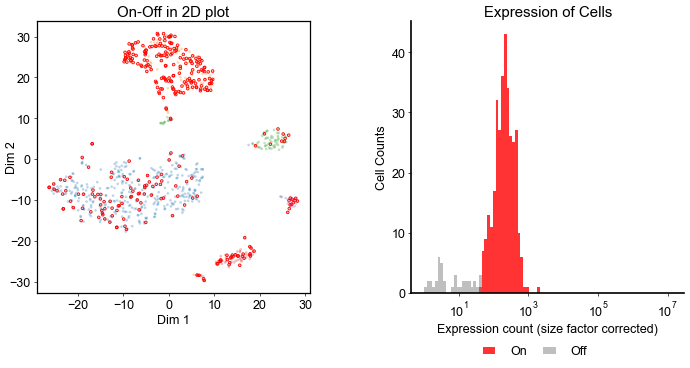 On-Off in 2D plot
Dim 2
30
20
10
0
−10
−20
−30
−20 −10 0 10 20 30
Dim 1
Expression of Cells
Cell Counts
40
30
20
10
0
10^1 10^3 10^5 10^7
Expression count (size factor corrected)
On Off